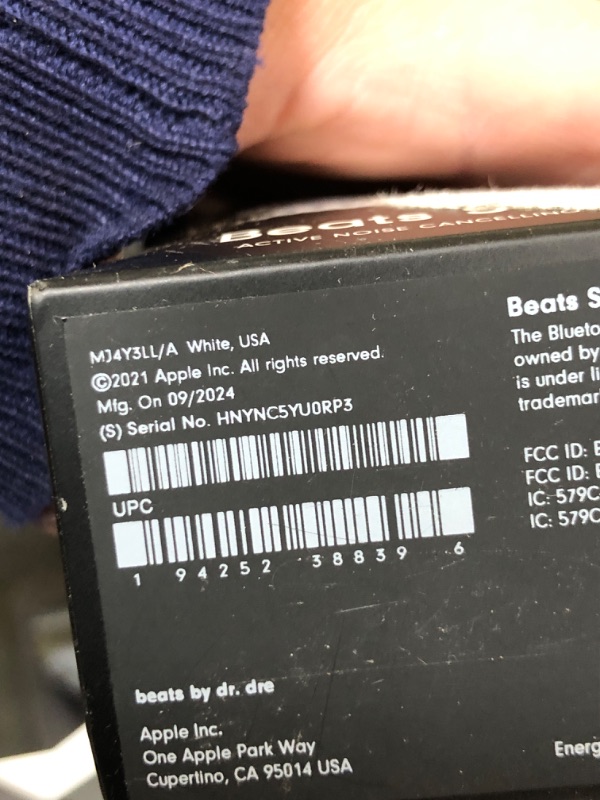 Beats
ACTIVE NOISE CANCELLING
MJ4Y3LL/A White, USA
©2021 Apple Inc. All rights reserved.
Mfg. On 09/2024
(S) Serial No. HNYNC5YU0RP3
UPC
1 94252 38839 6
beats by dr. dre
Apple Inc.
One Apple Park Way
Cupertino, CA 95014 USA
Beats S
The Blueto
owned by
is under li
trademar
FCC ID: B
FCC ID: B
IC: 579C
IC: 579C
Energ